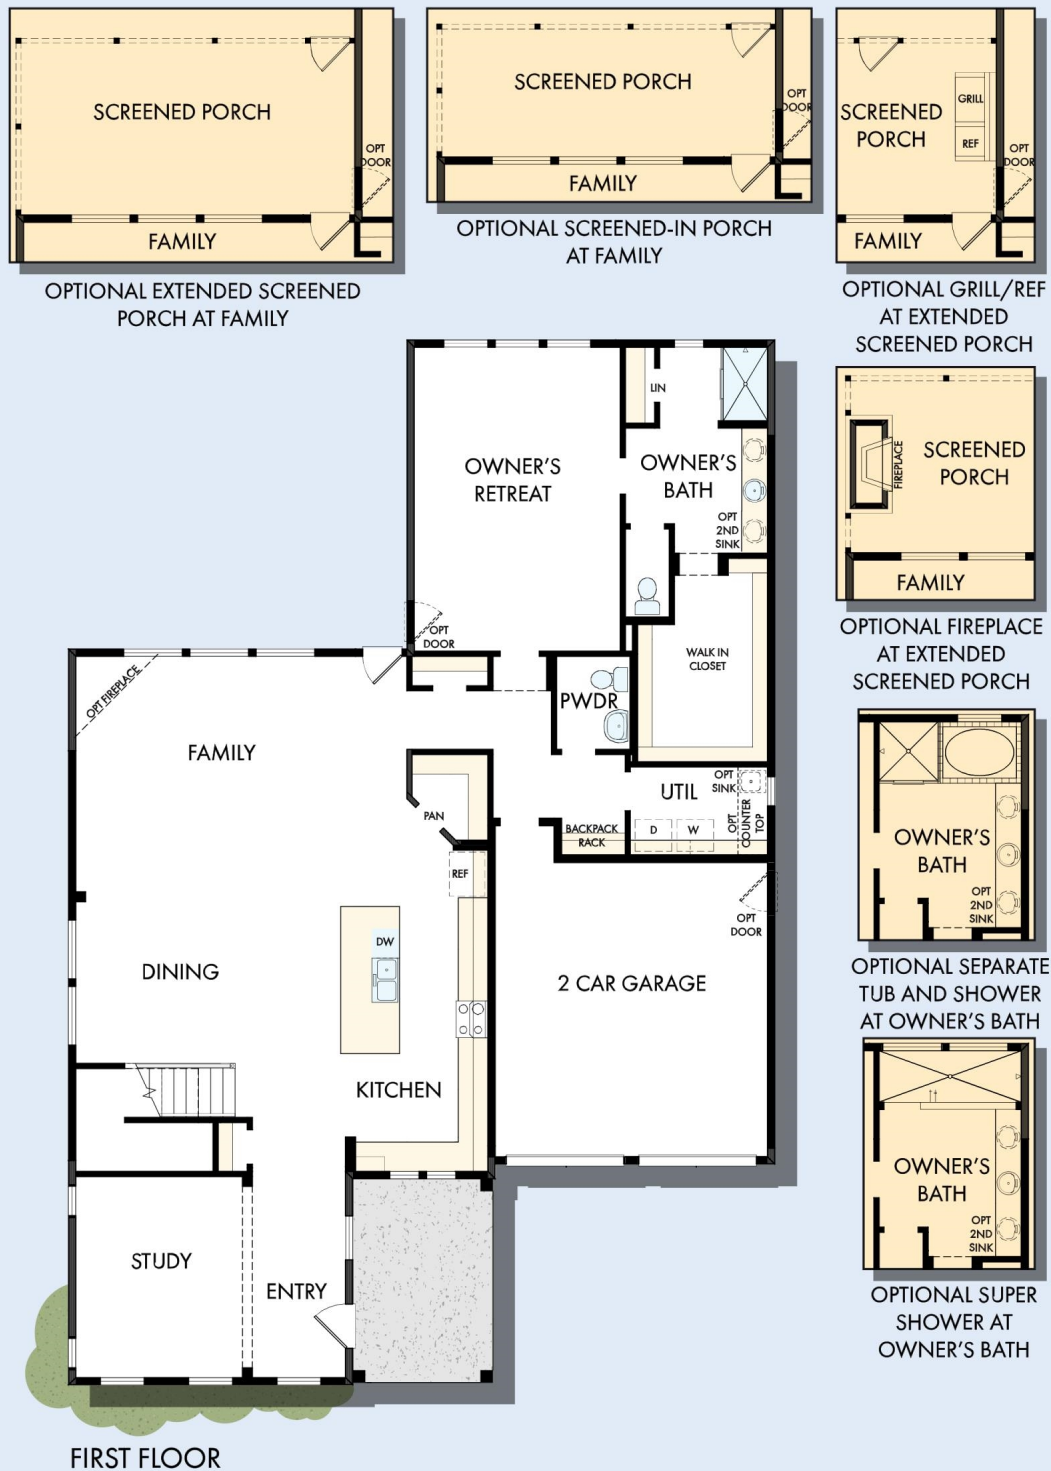 SCREENED PORCH
OPT
DOOR
FAMILY
OPTIONAL EXTENDED SCREENED
PORCH AT FAMILY
SCREENED PORCH
OPT
DOOR
FAMILY
OPTIONAL SCREENED-IN PORCH
AT FAMILY
GRILL
SCREENED
PORCH
REF
OPT
DOOR
FAMILY
OPTIONAL GRILL/REF
AT EXTENDED
SCREENED PORCH
FIREPLACE
SCREENED
PORCH
FAMILY
OPTIONAL FIREPLACE
AT EXTENDED
SCREENED PORCH
OWNER'S
BATH
OPT
2ND
SINK
OPTIONAL SEPARATE
TUB AND SHOWER
AT OWNER'S BATH
OWNER'S
BATH
OPT
2ND
SINK
OPTIONAL SUPER
SHOWER AT
OWNER'S BATH
LIN
OWNER'S
RETREAT
OWNER'S
BATH
OPT
2ND
SINK
OPT
DOOR
WALK IN
CLOSET
OPT FIREPLACE
PWDR
FAMILY
UTIL
OPT
SINK
PAN
BACKPACK
RACK
D
W
OPT
COUNTER
TOP
REF
OPT
DOOR
DW
DINING
2 CAR GARAGE
KITCHEN
STUDY
ENTRY
FIRST FLOOR